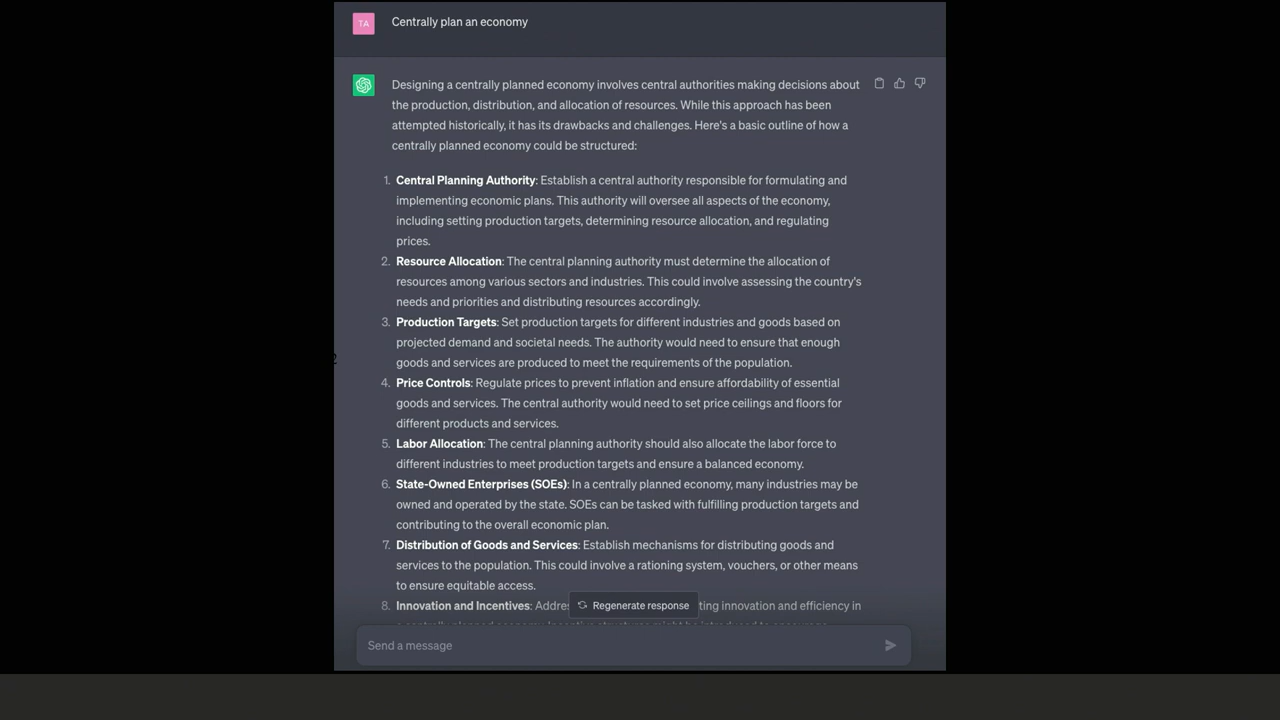 TA
Centrally plan an economy
Designing a centrally planned economy involves central authorities making decisions about
the production, distribution, and allocation of resources. While this approach has been
attempted historically, it has its drawbacks and challenges. Here's a basic outline of how a
centrally planned economy could be structured:
1. Central Planning Authority: Establish a central authority responsible for formulating and
implementing economic plans. This authority will oversee all aspects of the economy,
including setting production targets, determining resource allocation, and regulating
prices.
2. Resource Allocation: The central planning authority must determine the allocation of
resources among various sectors and industries. This could involve assessing the country's
needs and priorities and distributing resources accordingly.
3. Production Targets: Set production targets for different industries and goods based on
projected demand and societal needs. The authority would need to ensure that enough
goods and services are produced to meet the requirements of the population.
4. Price Controls: Regulate prices to prevent inflation and ensure affordability of essential
goods and services. The central authority would need to set price ceilings and floors for
different products and services.
5. Labor Allocation: The central planning authority should also allocate the labor force to
different industries to meet production targets and ensure a balanced economy.
6. State-Owned Enterprises (SOEs): In a centrally planned economy, many industries may be
owned and operated by the state. SOEs can be tasked with fulfilling production targets and
contributing to the overall economic plan.
7. Distribution of Goods and Services: Establish mechanisms for distributing goods and
services to the population. This could involve a rationing system, vouchers, or other means
to ensure equitable access.
8. Innovation and Incentives: innovation and efficiency in
Regenerate response
Send a message